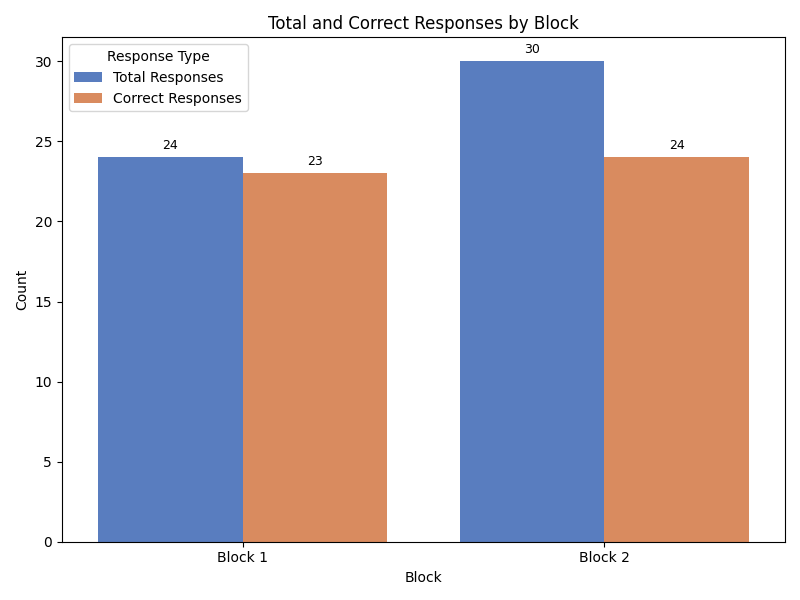 Total and Correct Responses by Block
Response Type
Total Responses
Correct Responses
30
24
23
24
30
25
20
15
10
5
0
Count
Block 1
Block 2
Block